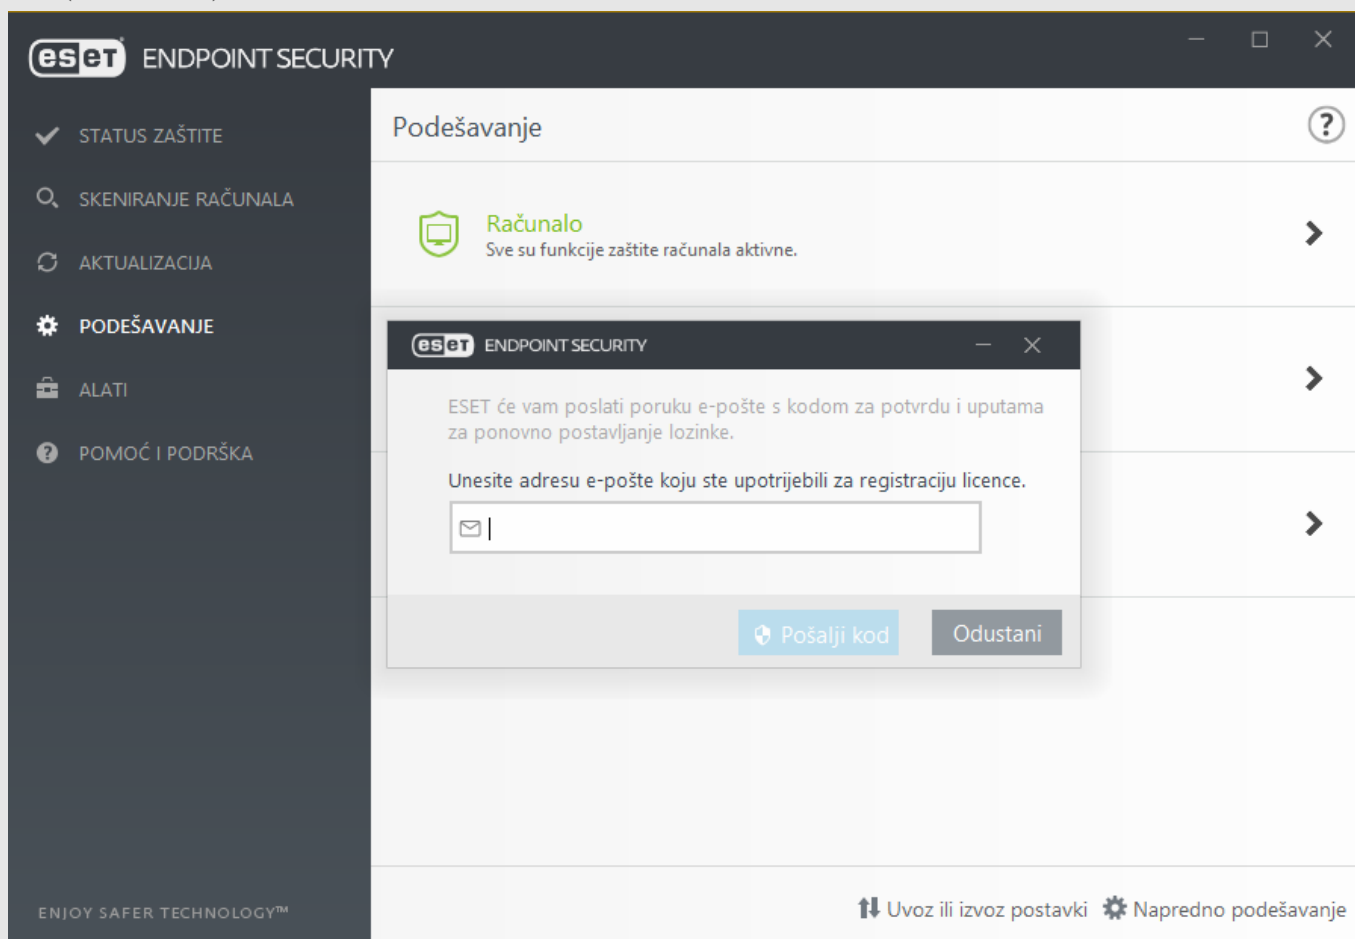 eset ENDPOINT SECURITY
STATUS ZAŠTITE
SKENIRANJE RAČUNALA
AKTUALIZACIJA
PODEŠAVANJE
ALATI
POMOĆ I PODRŠKA
ENJOY SAFER TECHNOLOGY™
Podešavanje
?
Računalo
Sve su funkcije zaštite računala aktivne.
eset ENDPOINT SECURITY
ESET će vam poslati poruku e-pošte s kodom za potvrdu i uputama
za ponovno postavljanje lozinke.
Unesite adresu e-pošte koju ste upotrijebili za registraciju licence.
Pošalji kod
Odustani
Uvoz ili izvoz postavki
Napredno podešavanje